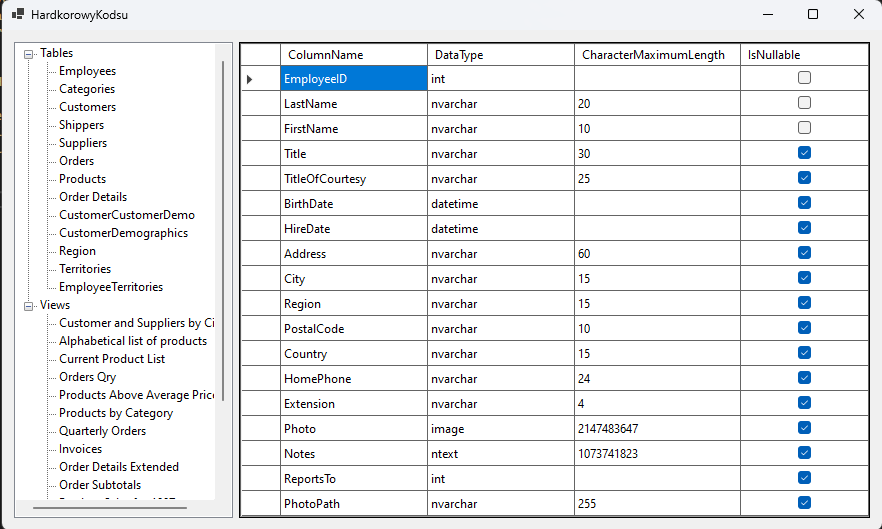 HardkorowyKodsu
Tables
Employees
Categories
Customers
Shippers
Suppliers
Orders
Products
Order Details
CustomerCustomerDemo
CustomerDemographics
Region
Territories
EmployeeTerritories
Views
Customer and Suppliers by Ci
Alphabetical list of products
Current Product List
Orders Qry
Products Above Average Price
Products by Category
Quarterly Orders
Invoices
Order Details Extended
Order Subtotals
ColumnName DataType CharacterMaximumLength IsNullable
EmployeeID int
LastName nvarchar 20
FirstName nvarchar 10
Title nvarchar 30
TitleOfCourtesy nvarchar 25
BirthDate datetime
HireDate datetime
Address nvarchar 60
City nvarchar 15
Region nvarchar 15
PostalCode nvarchar 10
Country nvarchar 15
HomePhone nvarchar 24
Extension nvarchar 4
Photo image 2147483647
Notes ntext 1073741823
ReportsTo int
PhotoPath nvarchar 255